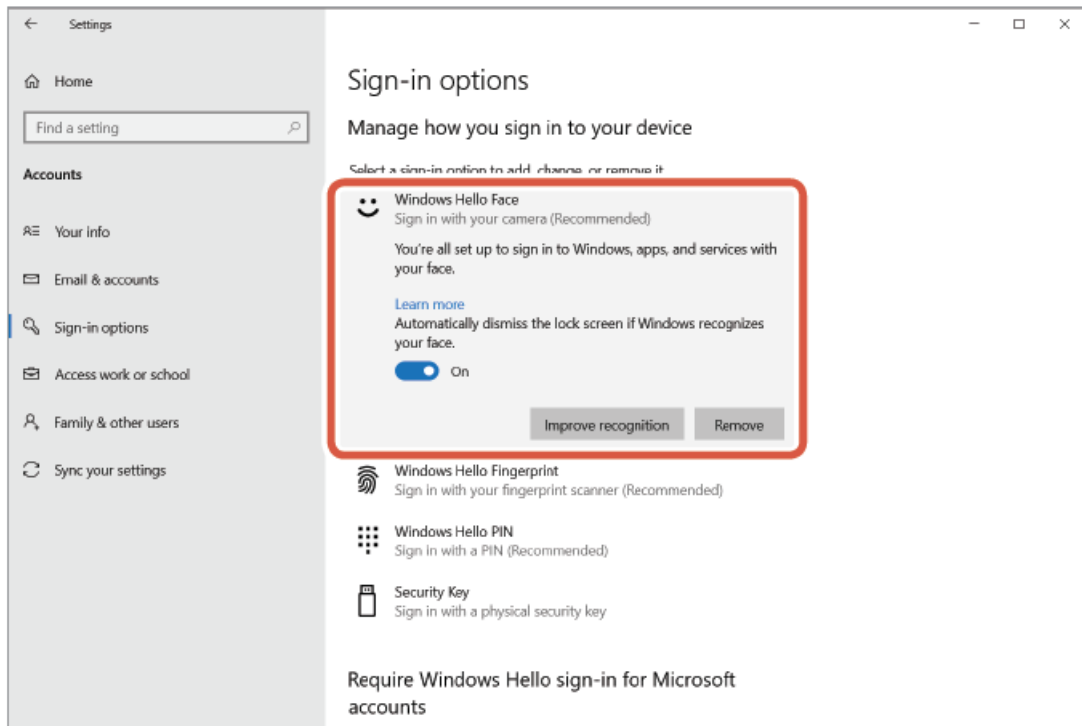 Settings
Home
Find a setting
Accounts
Your info
Email & accounts
Sign-in options
Access work or school
Family & other users
Sync your settings
Sign-in options
Manage how you sign in to your device
Select a sign-in option to add, change, or remove it
Windows Hello Face
Sign in with your camera (Recommended)
You're all set up to sign in to Windows, apps, and services with
your face.
Learn more
Automatically dismiss the lock screen if Windows recognizes
your face.
On
Improve recognition
Remove
Windows Hello Fingerprint
Sign in with your fingerprint scanner (Recommended)
Windows Hello PIN
Sign in with a PIN (Recommended)
Security Key
Sign in with a physical security key
Require Windows Hello sign-in for Microsoft
accounts